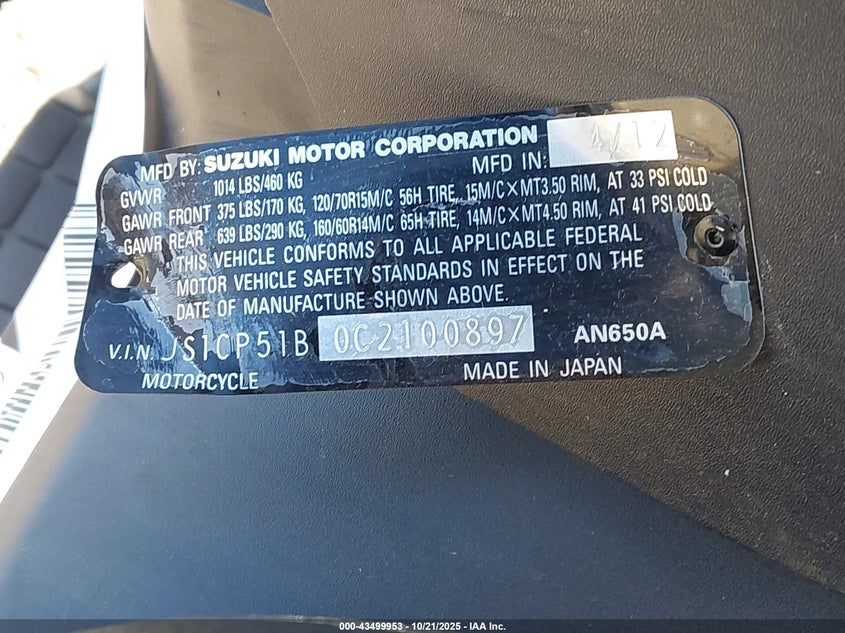 MFD BY: SUZUKI MOTOR CORPORATION MFD IN: 4/12
GVWR 1014 LBS/460 KG
GAWR FRONT 375 LBS/170 KG, 120/70R15M/C 56H TIRE, 15M/C×MT3.50 RIM, AT 33 PSI COLD
GAWR REAR 639 LBS/290 KG, 160/60R14M/C 65H TIRE, 14M/C×MT4.50 RIM, AT 41 PSI COLD
THIS VEHICLE CONFORMS TO ALL APPLICABLE FEDERAL
MOTOR VEHICLE SAFETY STANDARDS IN EFFECT ON THE
DATE OF MANUFACTURE SHOWN ABOVE.
V.I.N. JS1CP51B 0C2100897 AN650A
MOTORCYCLE MADE IN JAPAN
000-43499953 - 10/21/2025 - IAA Inc.